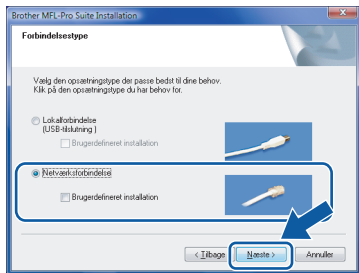 Brother MFL-Pro Suite Installation
Forbindelsestype
Vælg den opsætningstype der passe bedst til dine behov.
Klik på den opsætningstype du har behov for.
Lokalforbindelse
(USB-tilslutning )
Brugerdefineret installation
Netværksforbindelse
Brugerdefineret installation
< Tilbage
Næste >
Annuller